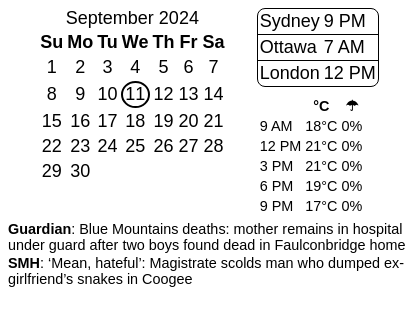 September 2024
Su Mo Tu We Th Fr Sa
1 2 3 4 5 6 7
8 9 10 11 12 13 14
15 16 17 18 19 20 21
22 23 24 25 26 27 28
29 30
Sydney 9 PM
Ottawa 7 AM
London 12 PM
°C ☂
9 AM 18°C 0%
12 PM 21°C 0%
3 PM 21°C 0%
6 PM 19°C 0%
9 PM 17°C 0%
Guardian: Blue Mountains deaths: mother remains in hospital
under guard after two boys found dead in Faulconbridge home
SMH: ‘Mean, hateful’: Magistrate scolds man who dumped ex-
girlfriend’s snakes in Coogee